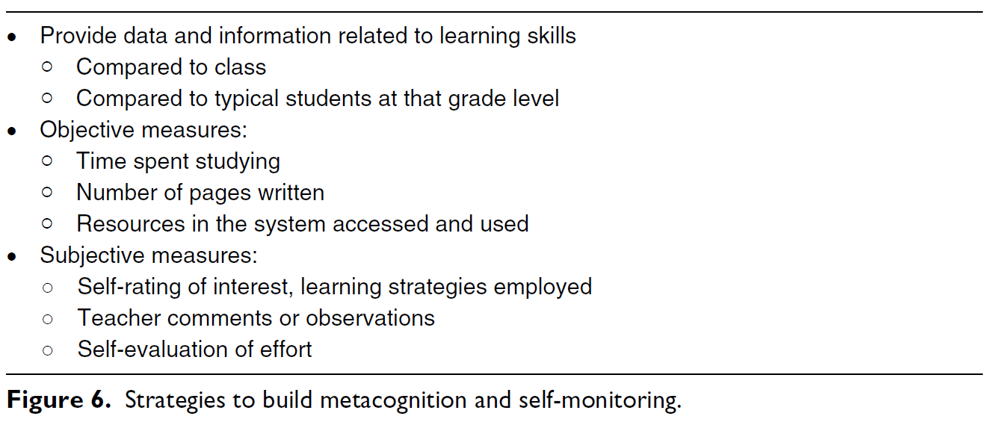 • Provide data and information related to learning skills
○ Compared to class
○ Compared to typical students at that grade level
• Objective measures:
○ Time spent studying
○ Number of pages written
○ Resources in the system accessed and used
• Subjective measures:
○ Self-rating of interest, learning strategies employed
○ Teacher comments or observations
○ Self-evaluation of effort
Figure 6. Strategies to build metacognition and self-monitoring.